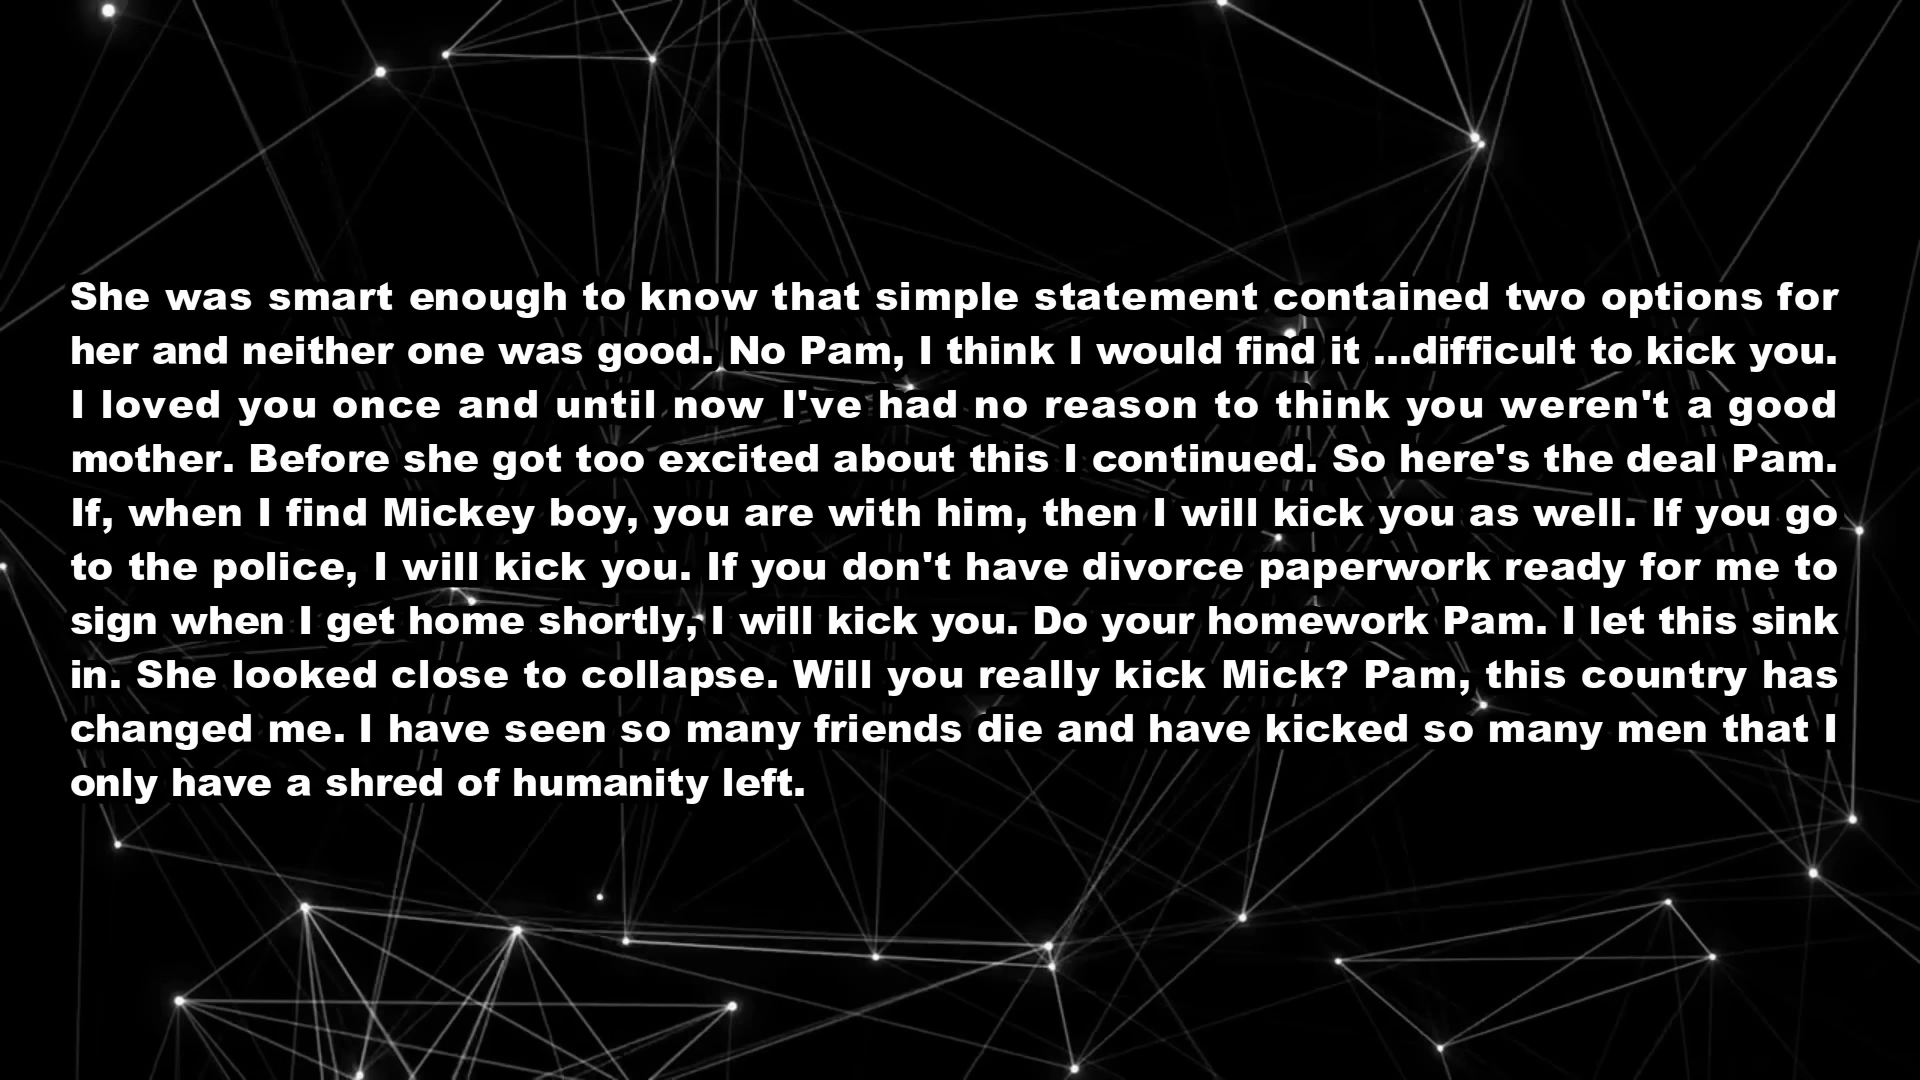 She was smart enough to know that simple statement contained two options for
her and neither one was good. No Pam, I think I would find it ...difficult to kick you.
I loved you once and until now I've had no reason to think you weren't a good
mother. Before she got too excited about this I continued. So here's the deal Pam.
If, when I find Mickey boy, you are with him, then I will kick you as well. If you go
to the police, I will kick you. If you don't have divorce paperwork ready for me to
sign when I get home shortly, I will kick you. Do your homework Pam. I let this sink
in. She looked close to collapse. Will you really kick Mick? Pam, this country has
changed me. I have seen so many friends die and have kicked so many men that I
only have a shred of humanity left.